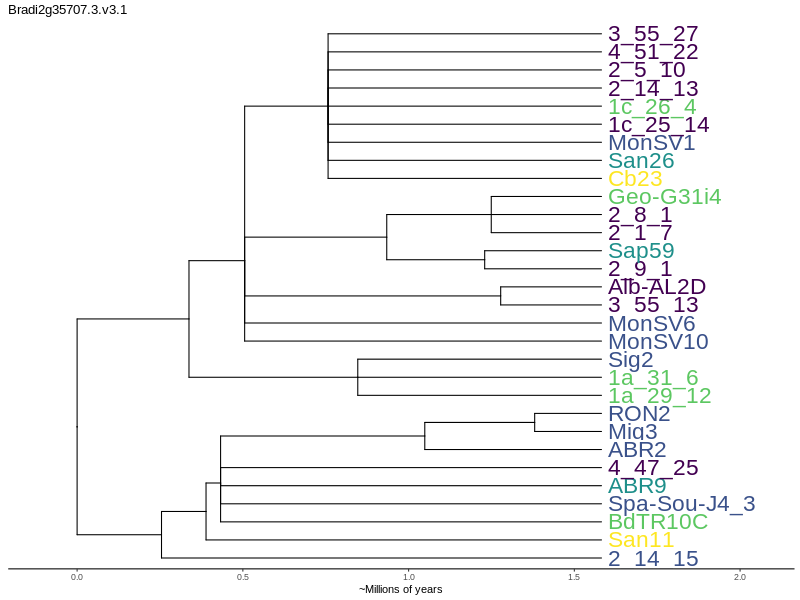 Bradi2g35707.3.v3.1
3_55_27
4_51_22
2_5_10
2_14_13
1c_26_4
1c_25_14
MonSV1
San26
Cb23
Geo-G31i4
2_8_1
2_1_7
Sap59
2_9_1
Alb-AL2D
3_55_13
MonSV6
MonSV10
Sig2
1a_31_6
1a_29_12
RON2
Mig3
ABR2
4_47_25
ABR9
Spa-Sou-J4_3
BdTR10C
San11
2_14_15
0.0 0.5 1.0 1.5 2.0
~Millions of years